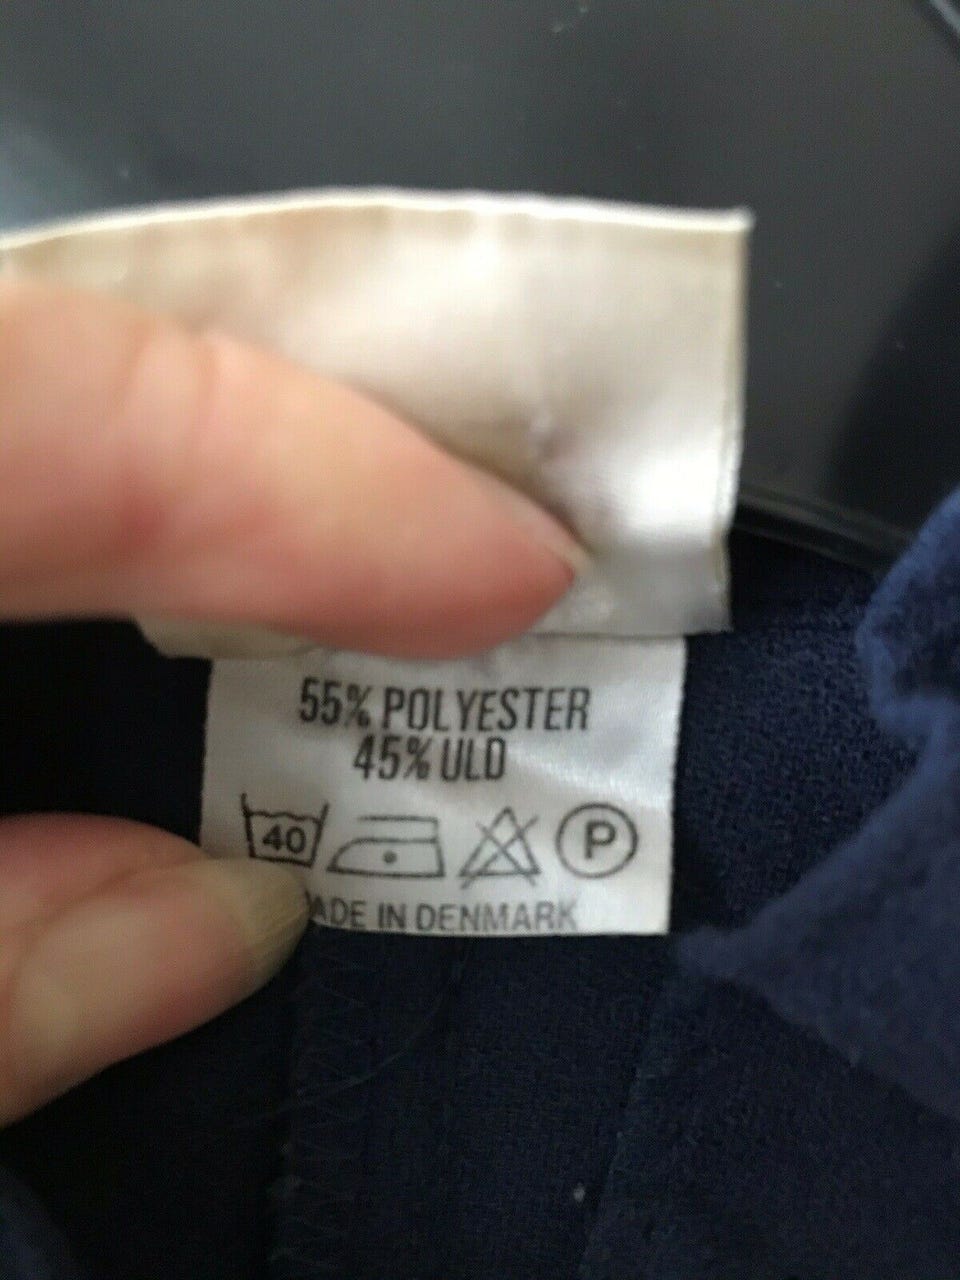 55% POLYESTER
45% ULD
40 P
ADE IN DENMARK